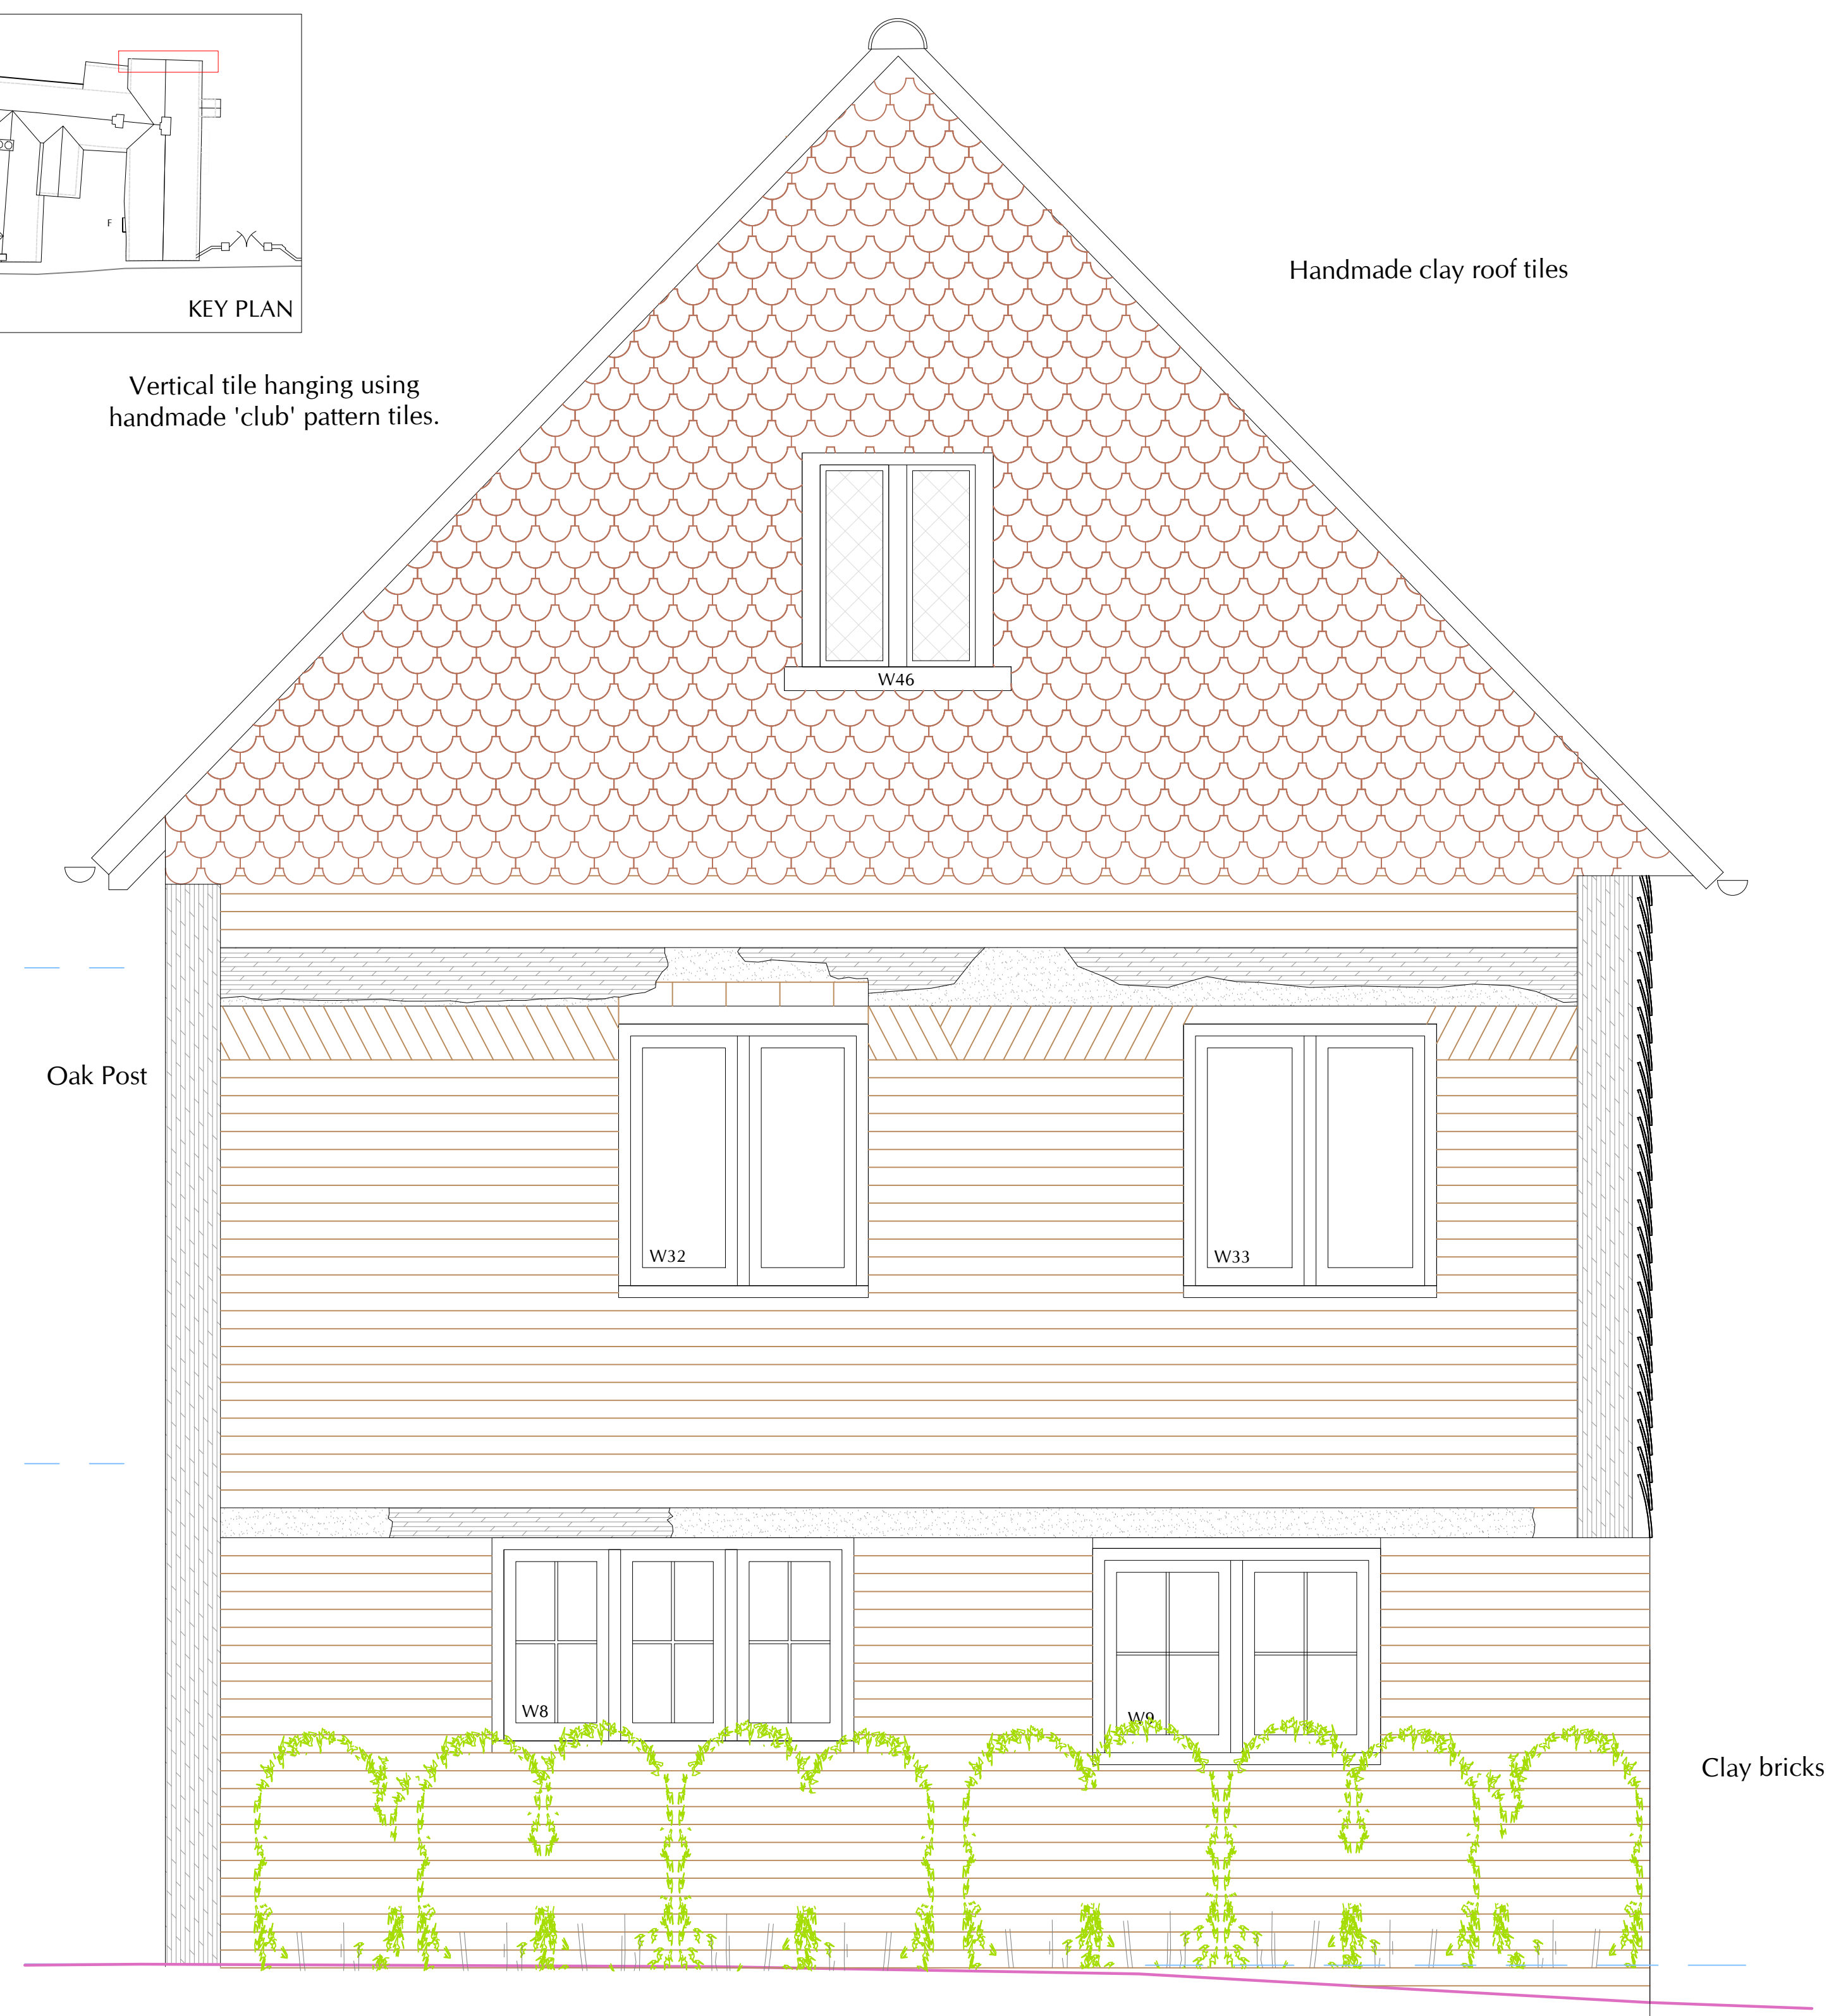 F
KEY PLAN
Handmade clay roof tiles
Vertical tile hanging using
handmade 'club' pattern tiles.
W46
Oak Post
W32
W33
W8
W9
Clay bricks